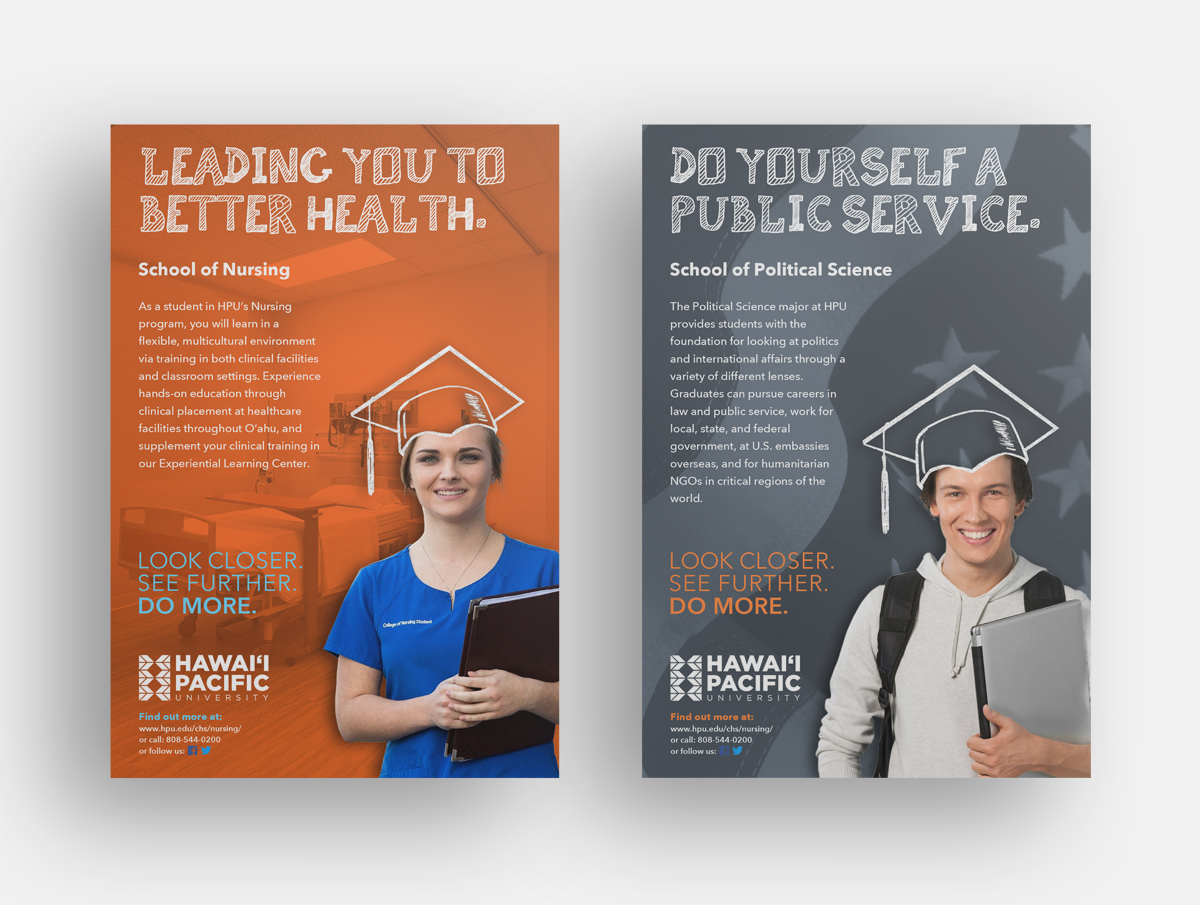 LEADING YOU TO
BETTER HEALTH.
School of Nursing
As a student in HPU's Nursing
program, you will learn in a
flexible, multicultural environment
via training in both clinical facilities
and classroom settings. Experience
hands-on education through
clinical placement at healthcare
facilities throughout O'ahu, and
supplement your clinical training in
our Experiential Learning Center.
LOOK CLOSER.
SEE FURTHER.
DO MORE.
College of Nursing Student
HAWAI‘I
PACIFIC
UNIVERSITY
Find out more at:
www.hpu.edu/chs/nursing/
or call: 808-544-0200
or follow us:
DO YOURSELF A
PUBLIC SERVICE.
School of Political Science
The Political Science major at HPU
provides students with the
foundation for looking at politics
and international affairs through a
variety of different lenses.
Graduates can pursue careers in
law and public service, work for
local, state, and federal
government, at U.S. embassies
overseas, and for humanitarian
NGOs in critical regions of the
world.
LOOK CLOSER.
SEE FURTHER.
DO MORE.
HAWAI‘I
PACIFIC
UNIVERSITY
Find out more at:
www.hpu.edu/chs/nursing/
or call: 808-544-0200
or follow us: